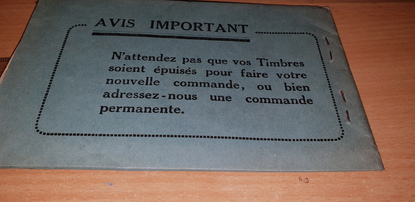 AVIS IMPORTANT
N'attendez pas que vos Timbres
soient épuisés pour faire votre
nouvelle commande, ou bien
adressez-nous une commande
permanente.